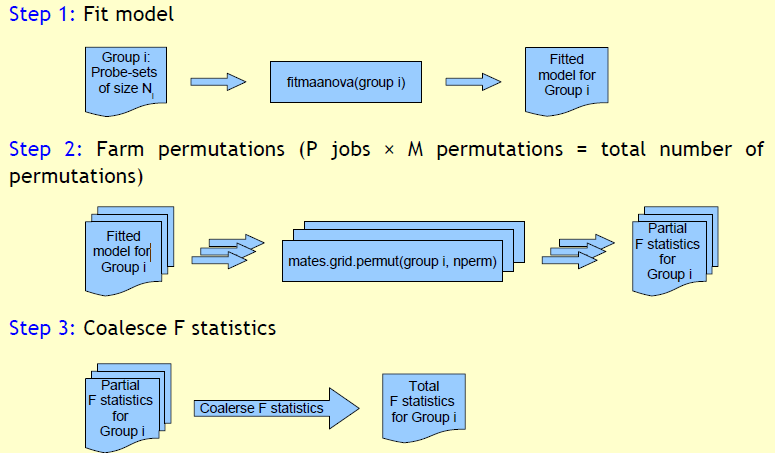 Step 1: Fit model
Group i:
Probe-sets
of size Ni
fitmaanova(group i)
Fitted
model for
Group i
Step 2: Farm permutations (P jobs × M permutations = total number of
permutations)
Fitted
model for
Group i
mates.grid.permut(group i, nperm)
Partial
F statistics
for
Group i
Step 3: Coalesce F statistics
Partial
F statistics
for
Group i
Coalerse F statistics
Total
F statistics
for Group i